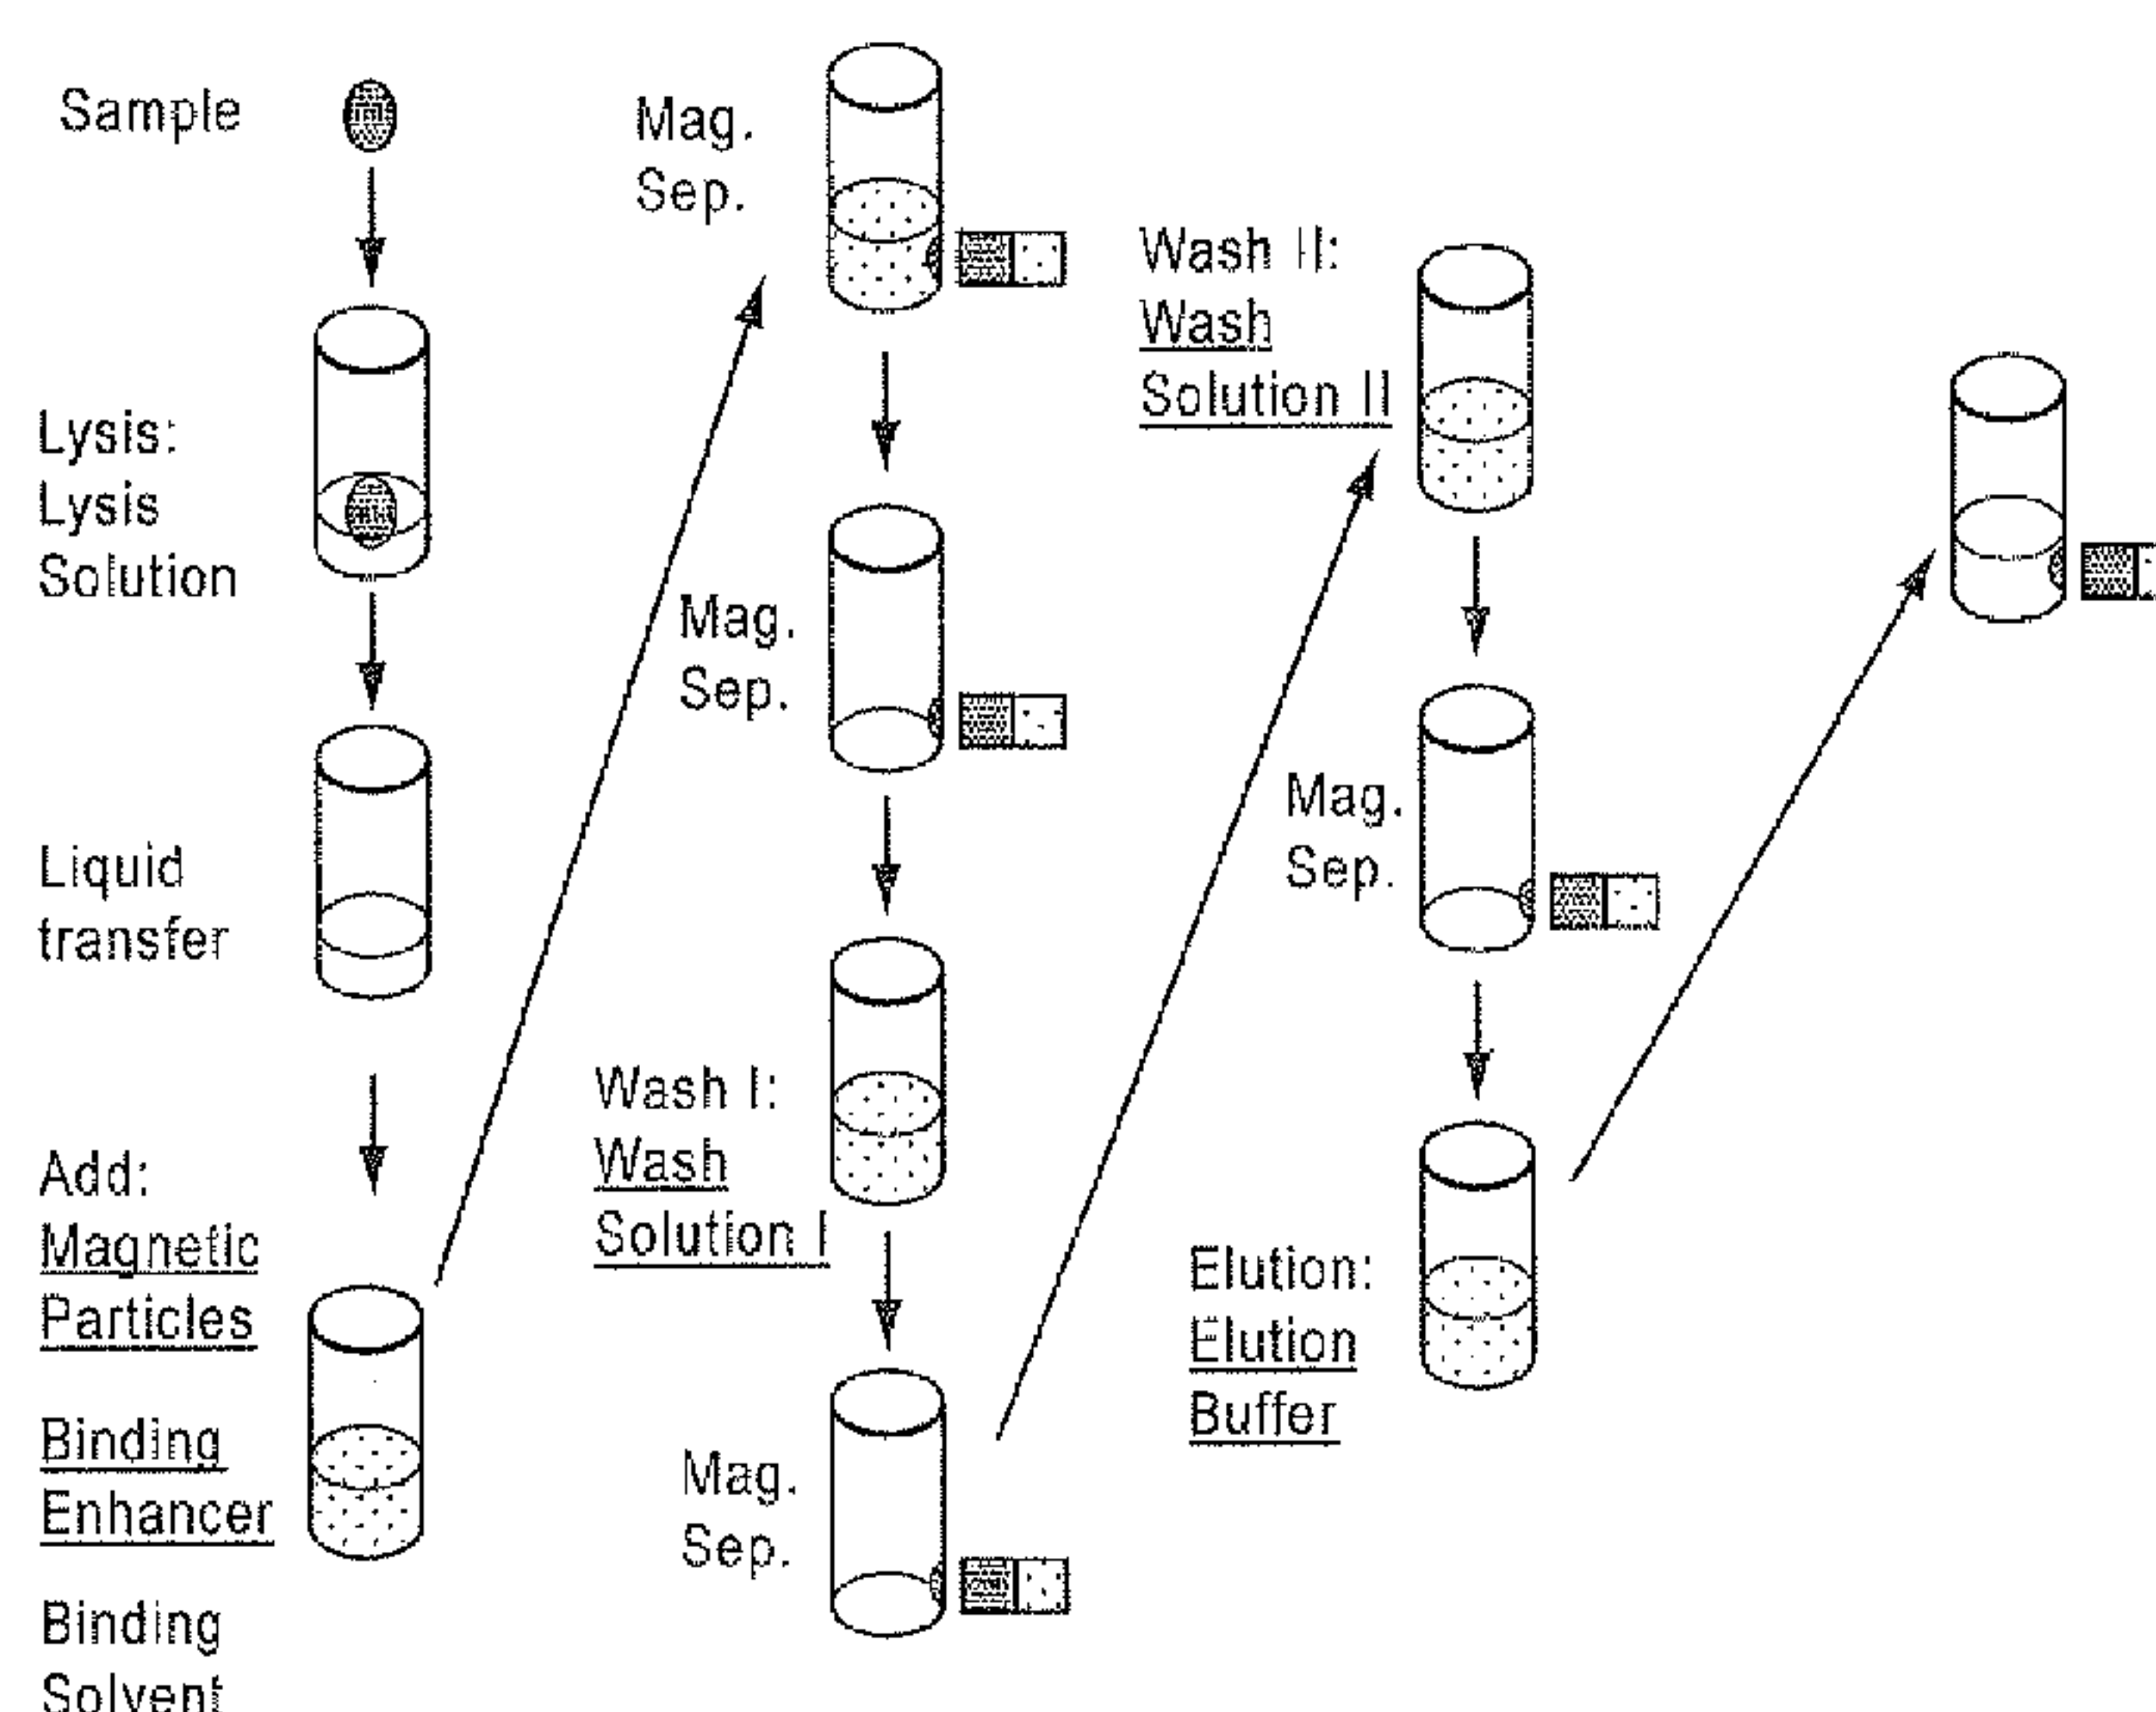 Sample
Lysis:
Lysis
Solution
Liquid
transfer
Add:
Magnetic
Particles
Binding
Enhancer
Binding
Solvent
Mag.
Sep.
Mag.
Sep.
Wash I:
Wash
Solution I
Mag.
Sep.
Wash II:
Wash
Solution II
Mag.
Sep.
Elution:
Elution
Buffer